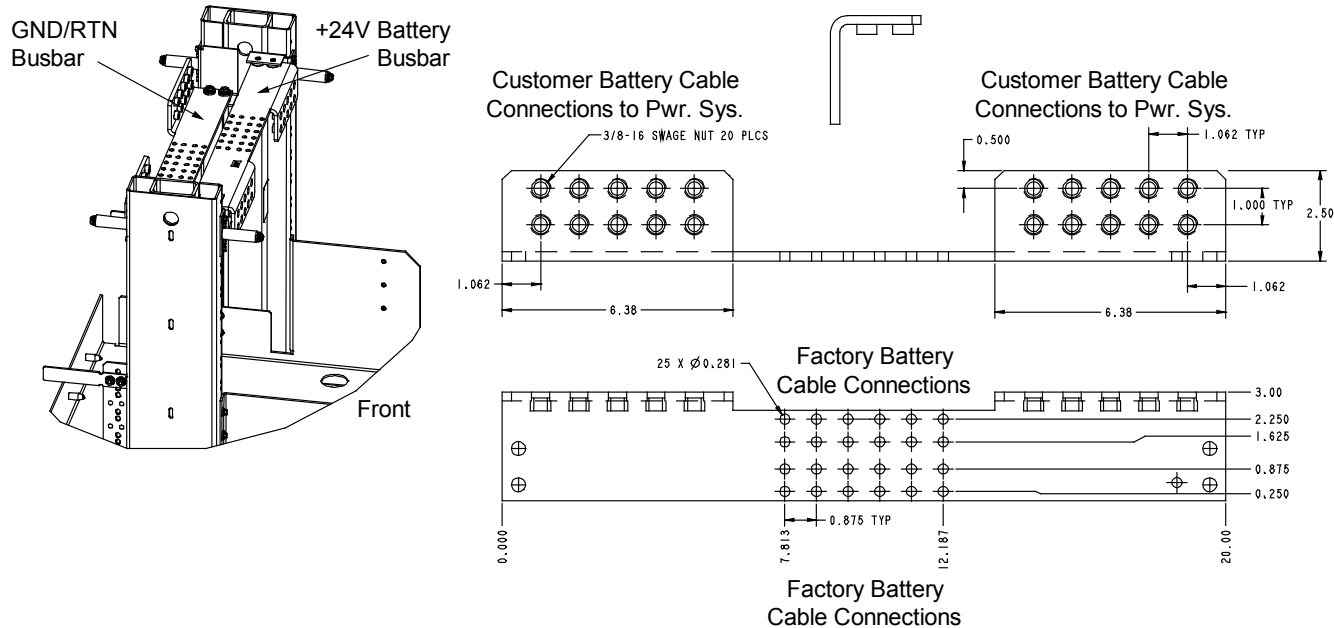 GND/RTN
Busbar
+24V Battery
Busbar
Front
Customer Battery Cable
Connections to Pwr. Sys.
Customer Battery Cable
Connections to Pwr. Sys.
3/8-16 SWAGE NUT 20 PLCS
0.500
1.062 TYP
1.000 TYP
2.50
1.062
6.38
6.38
1.062
25 X Ø0.281
Factory Battery
Cable Connections
3.00
2.250
1.625
0.875
0.250
0.875 TYP
0.000
7.813
12.187
20.00
Factory Battery
Cable Connections